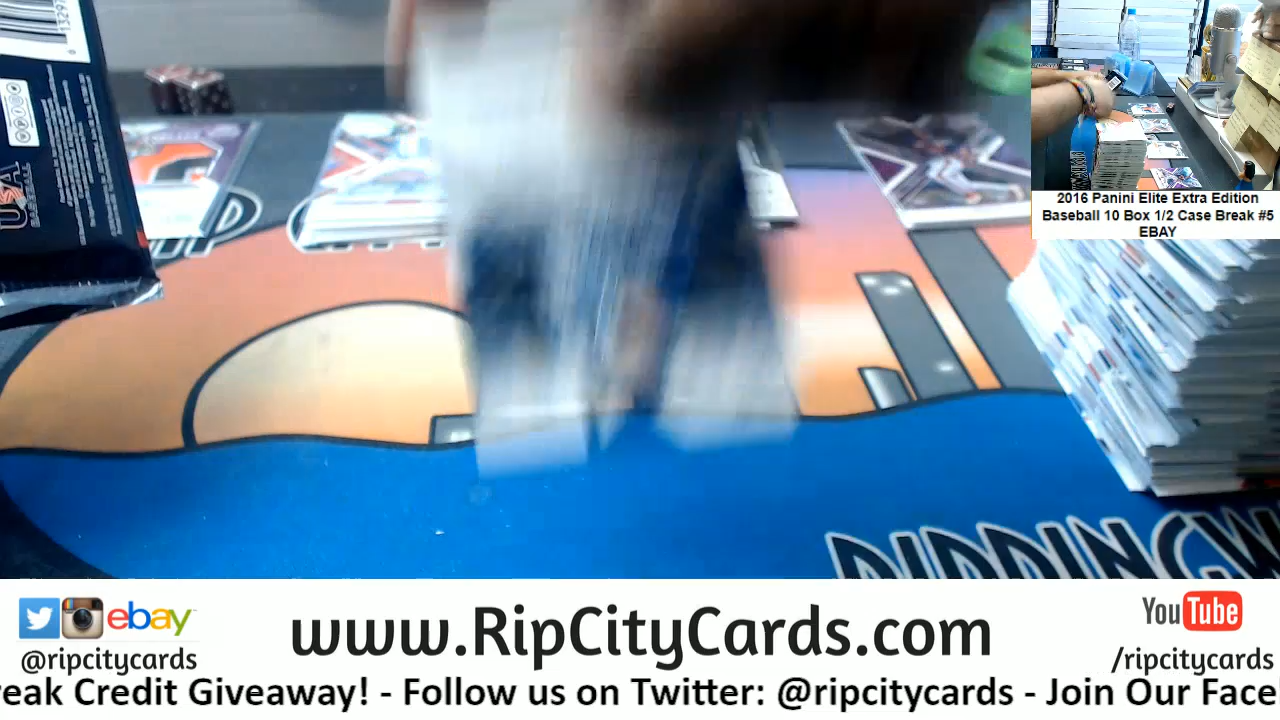 USA
2016 Panini Elite Extra Edition
Baseball 10 Box 1/2 Case Break #5
EBAY
ebay
www.RipCityCards.com
YouTube
@ripcitycards
/ripcitycards
eak Credit Giveaway! - Follow us on Twitter: @ripcitycards - Join Our Face